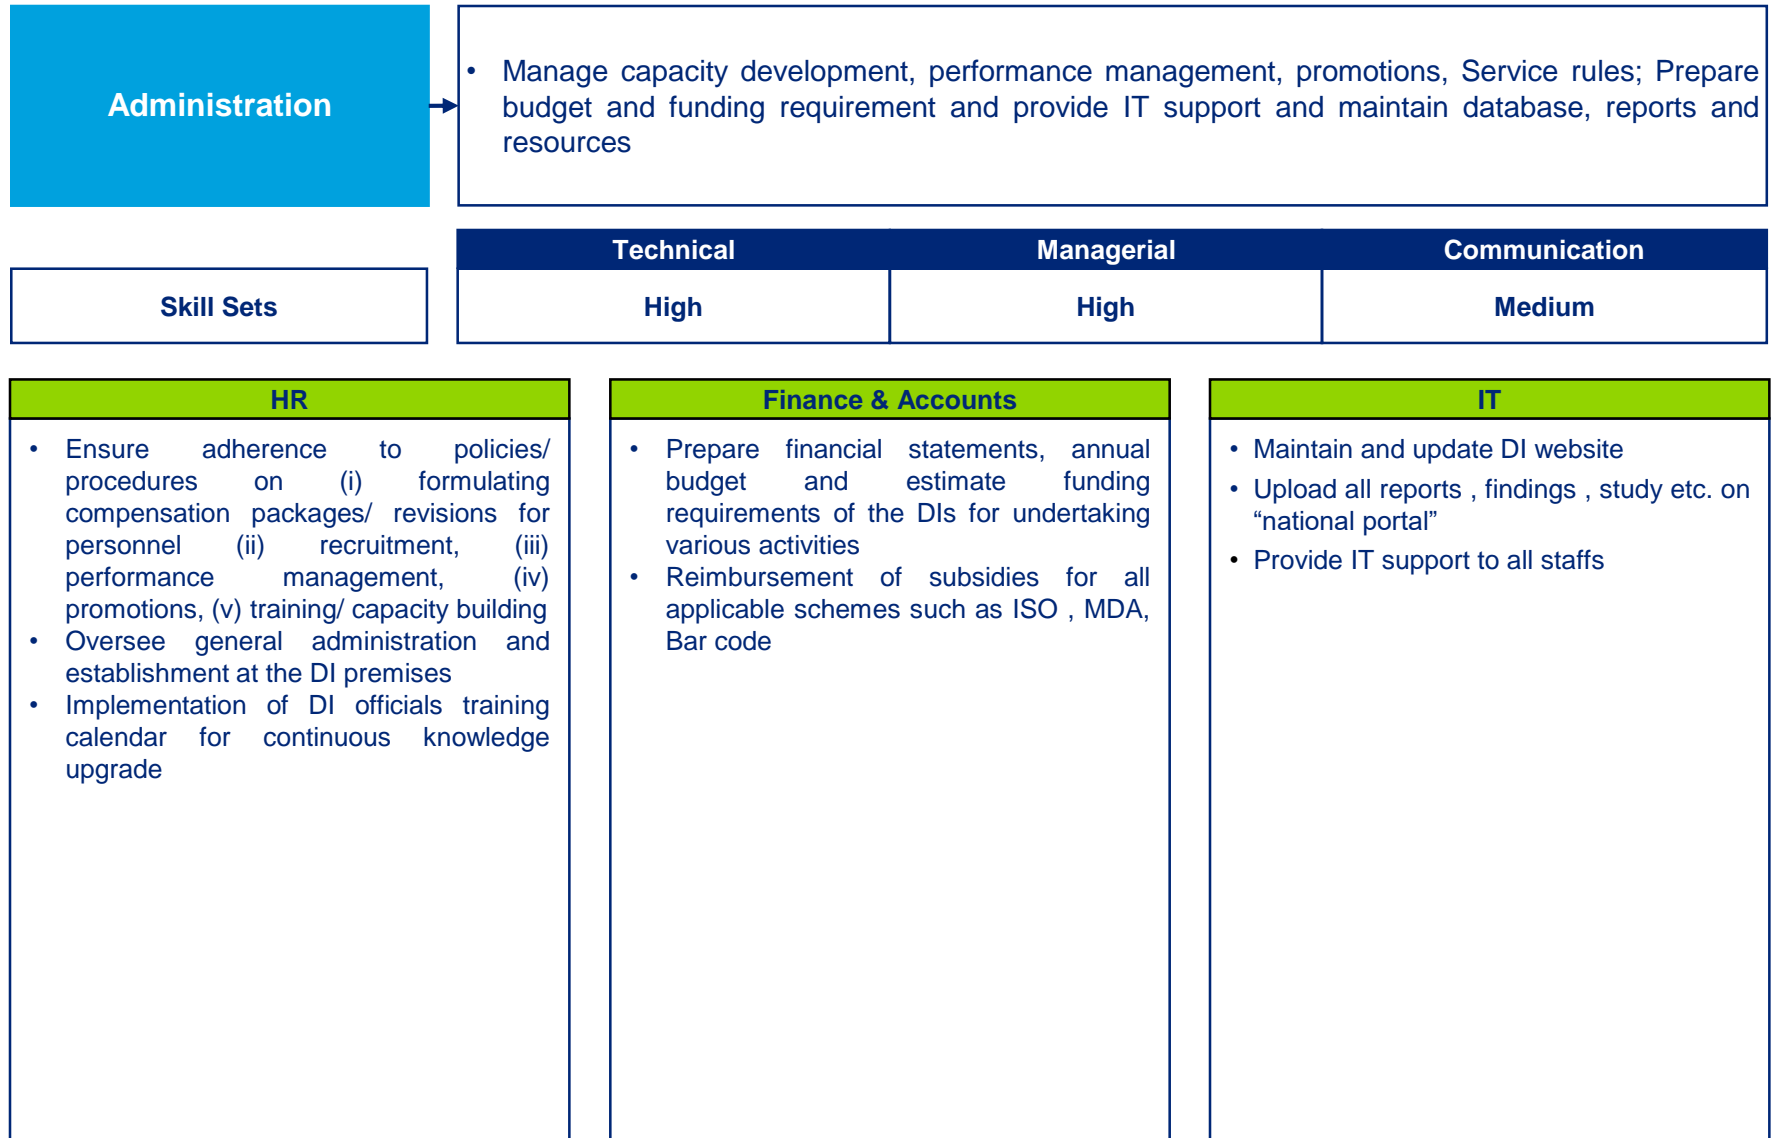 Administration
• Manage capacity development, performance management, promotions, Service rules; Prepare
budget and funding requirement and provide IT support and maintain database, reports and
resources
Technical
Managerial
Communication
Skill Sets
High
High
Medium
HR
• Ensure adherence to policies/
procedures on (i) formulating
compensation packages/ revisions for
personnel (ii) recruitment, (iii)
performance management, (iv)
promotions, (v) training/ capacity building
• Oversee general administration and
establishment at the DI premises
• Implementation of DI officials training
calendar for continuous knowledge
upgrade
Finance & Accounts
• Prepare financial statements, annual
budget and estimate funding
requirements of the DIs for undertaking
various activities
• Reimbursement of subsidies for all
applicable schemes such as ISO , MDA,
Bar code
IT
• Maintain and update DI website
• Upload all reports , findings , study etc. on
“national portal”
• Provide IT support to all staffs